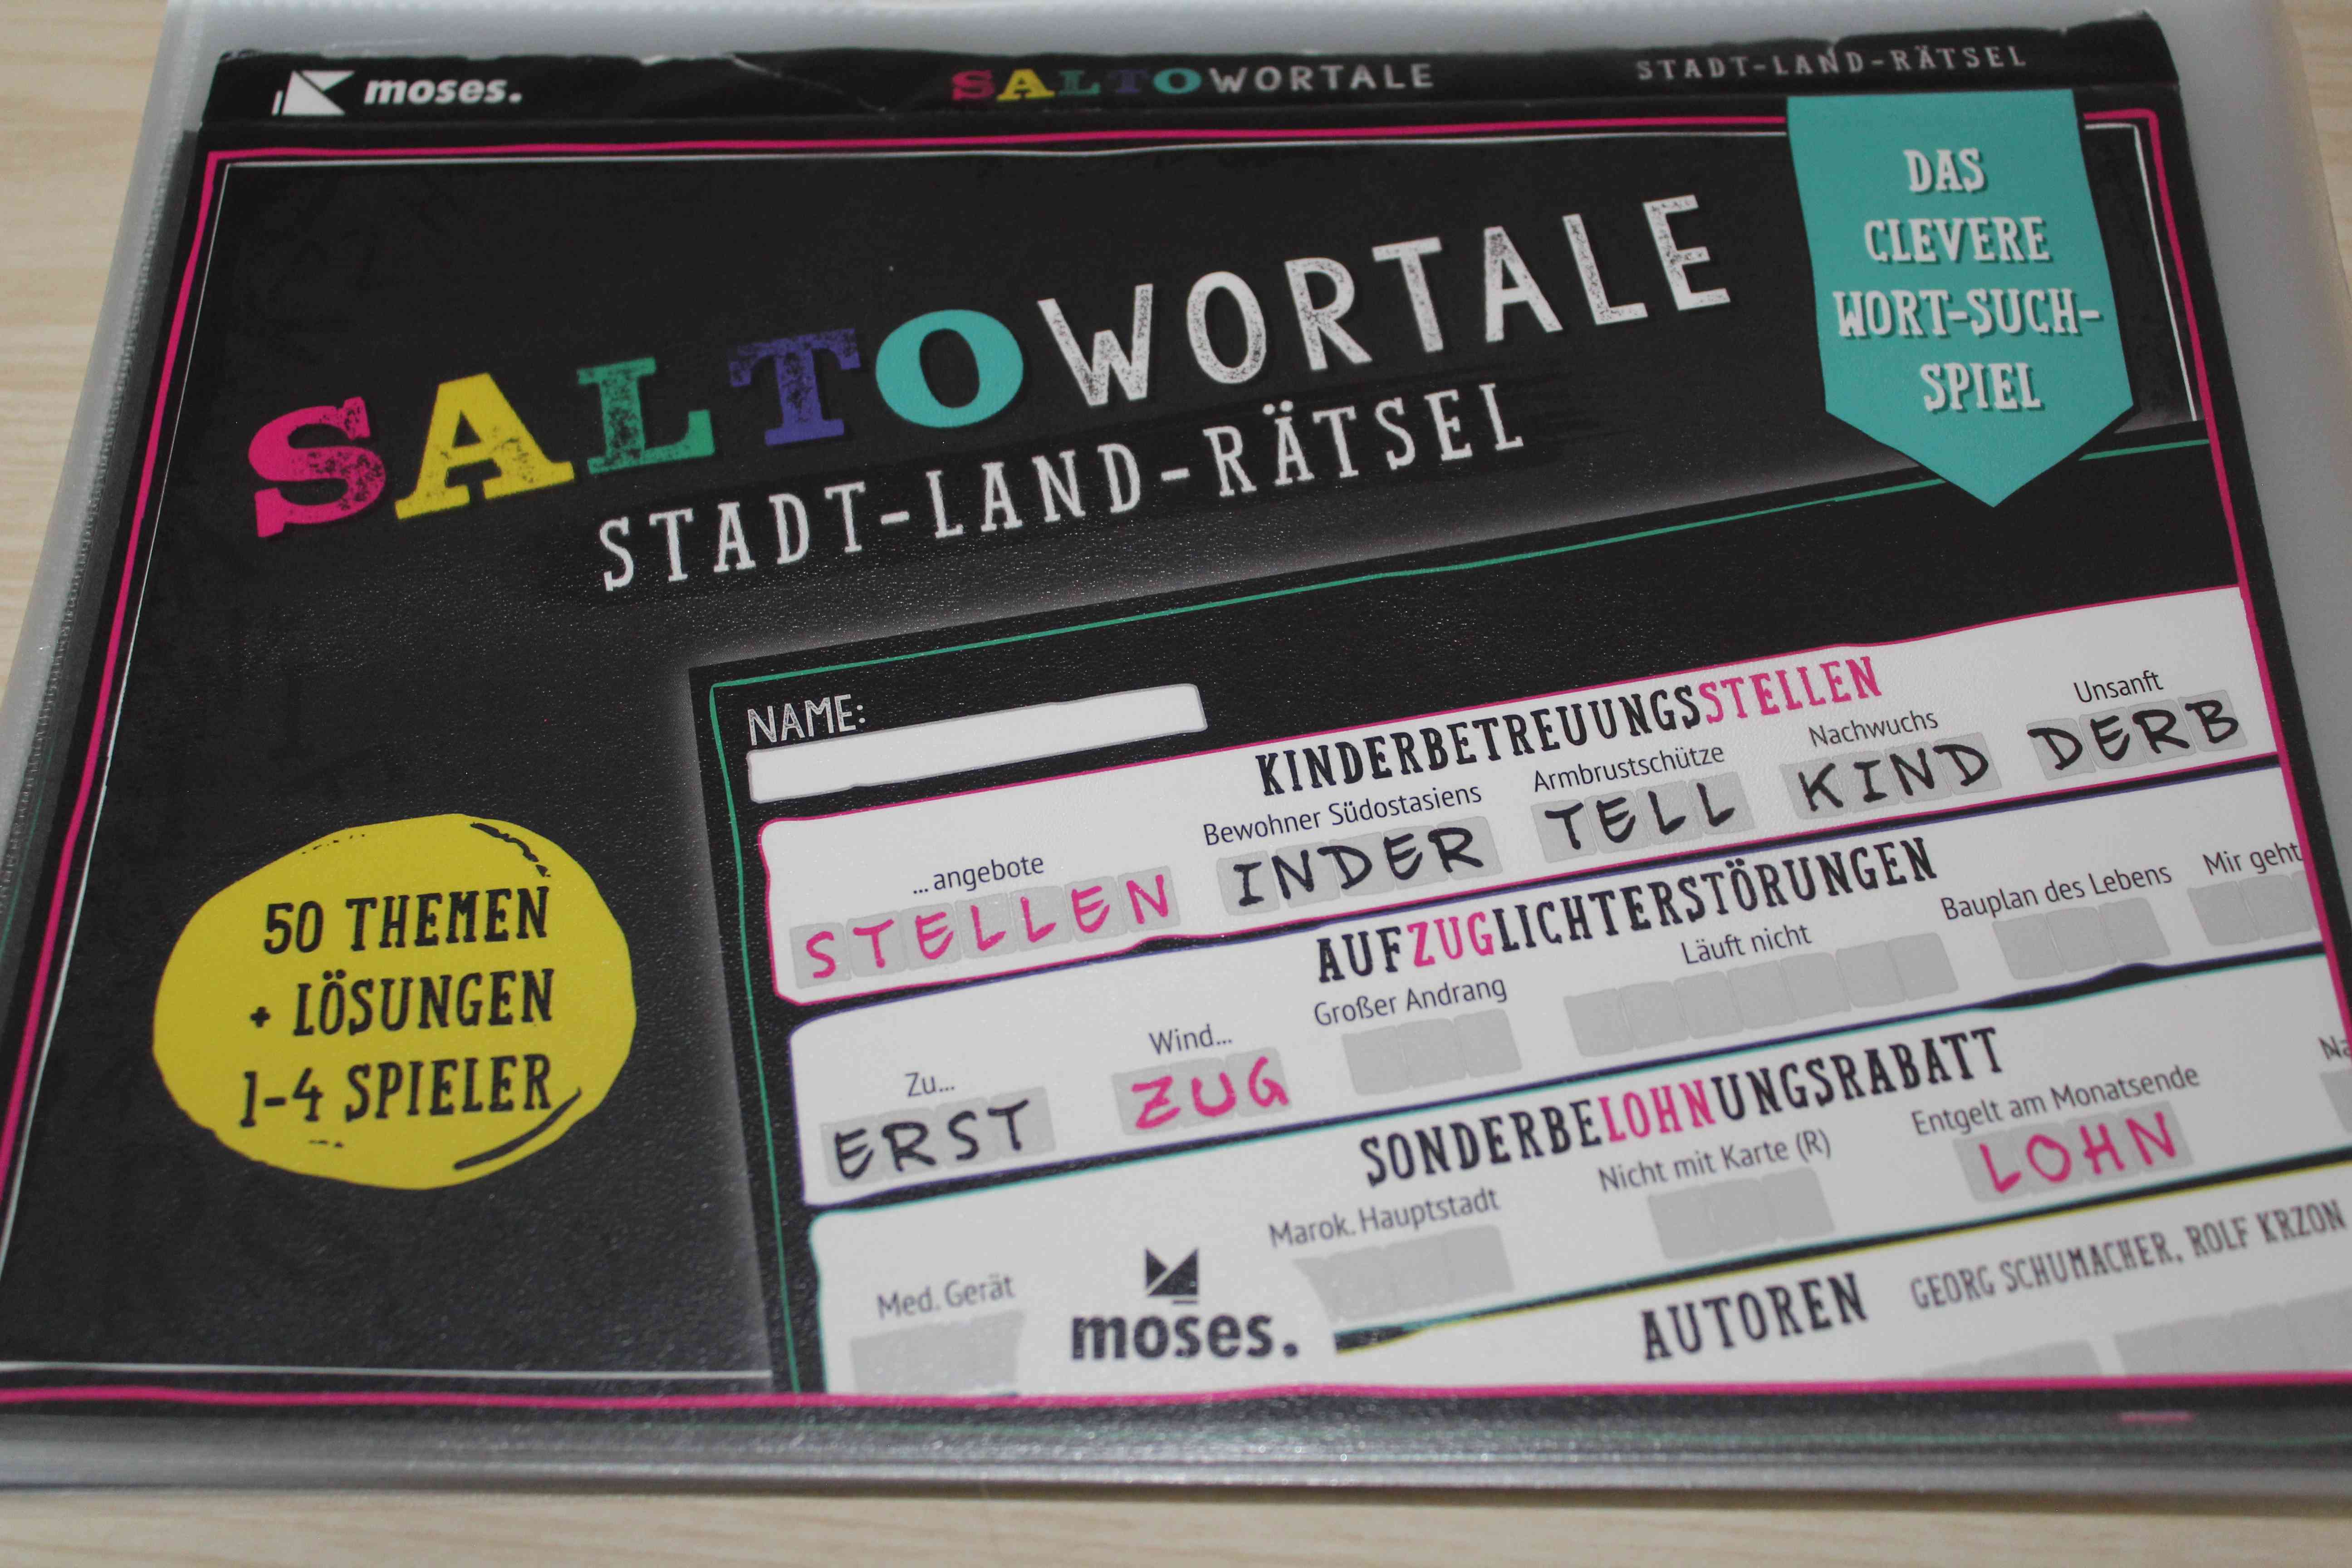 moses.
SALTOWORTALE
STADT-LAND-RÄTSEL
SALTOWORTALE
STADT-LAND-RÄTSEL
DAS
CLEVERE
WORT-SUCH-
SPIEL
50 THEMEN
+ LÖSUNGEN
1-4 SPIELER
NAME:
KINDERBETREUUNGSSTELLEN
...angebote Bewohner Südostasiens Armbrustschütze Nachwuchs Unsanft
STELLEN INDER TELL KIND DERB
AUFZUGLICHTERSTÖRUNGEN
Zu... Wind... Großer Andrang Läuft nicht Bauplan des Lebens Mir geht
ERST ZUG
SONDERBELOHNUNGSRABATT
Med. Gerät Marok. Hauptstadt Nicht mit Karte (R) Entgelt am Monatsende Na
LOHN
moses.
AUTOREN GEORG SCHUMACHER, ROLF KRZON